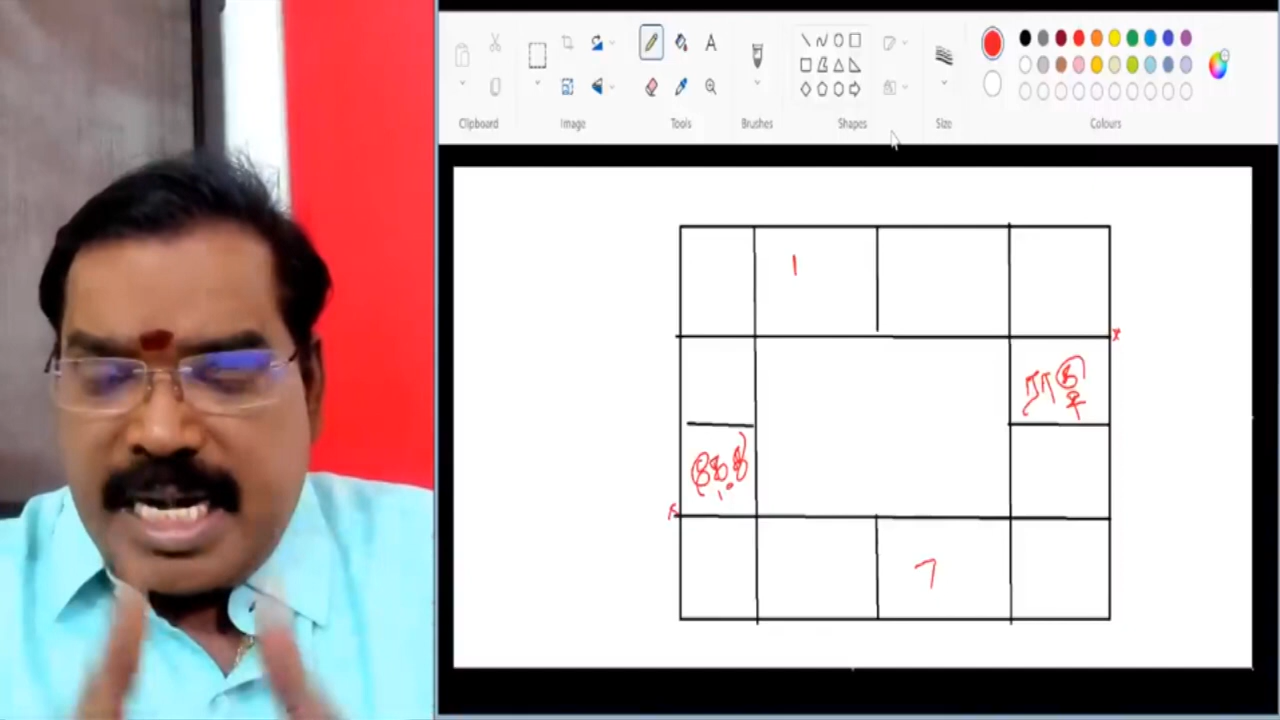 Clipboard
Image
Tools
Brushes
Shapes
Size
Colours
A
1
x
ராகு
7